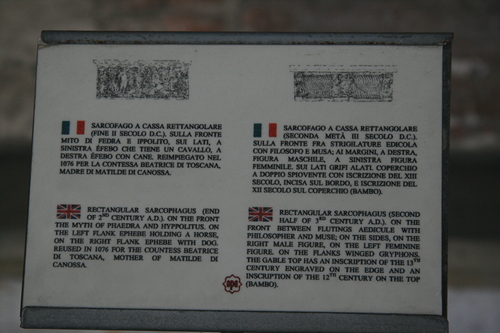 SARCOFAGO A CASSA RETTANGOLARE
(FINE II SECOLO D.C.). SULLA FRONTE
MITO DI FEDRA E IPPOLITO, SUI LATI, A
SINISTRA ÈFEBO CHE TIENE UN CAVALLO, A
DESTRA ÈFEBO CON CANE. REIMPIEGATO NEL
1076 PER LA CONTESSA BEATRICE DI TOSCANA,
MADRE DI MATILDE DI CANOSSA.
RECTANGULAR SARCOPHAGUS (END
OF 2ND CENTURY A.D.). ON THE FRONT
THE MYTH OF PHAEDRA AND HYPPOLITUS. ON
THE LEFT FLANK EPHEBE HOLDING A HORSE,
ON THE RIGHT FLANK EPHEBE WITH DOG.
REUSED IN 1076 FOR THE COUNTESS BEATRICE
DI TOSCANA, MOTHER OF MATILDE DI
CANOSSA.
SARCOFAGO A CASSA RETTANGOLARE
(SECONDA METÀ III SECOLO D.C.).
SULLA FRONTE FRA STRIGILATURE EDICOLA
CON FILOSOFO E MUSA; AI MARGINI, A DESTRA,
FIGURA MASCHILE, A SINISTRA FIGURA
FEMMINILE. SUI LATI GRIFI ALATI. COPERCHIO
A DOPPIO SPIOVENTE CON ISCRIZIONE DEL XIII
SECOLO, INCISA SUL BORDO, E ISCRIZIONE DEL
XII SECOLO SUL COPERCHIO (BAMBO).
RECTANGULAR SARCOPHAGUS (SECOND
HALF OF 3RD CENTURY A.D.). ON THE
FRONT BETWEEN FLUTINGS AEDICULE WITH
PHILOSOPHER AND MUSE; ON THE SIDES, ON THE
RIGHT MALE FIGURE, ON THE LEFT FEMININE
FIGURE. ON THE FLANKS WINGED GRYPHONS.
THE GABLE TOP HAS AN INSCRIPTION OF THE 13TH
CENTURY ENGRAVED ON THE EDGE AND AN
INSCRIPTION OF THE 12TH CENTURY ON THE TOP
(BAMBO).